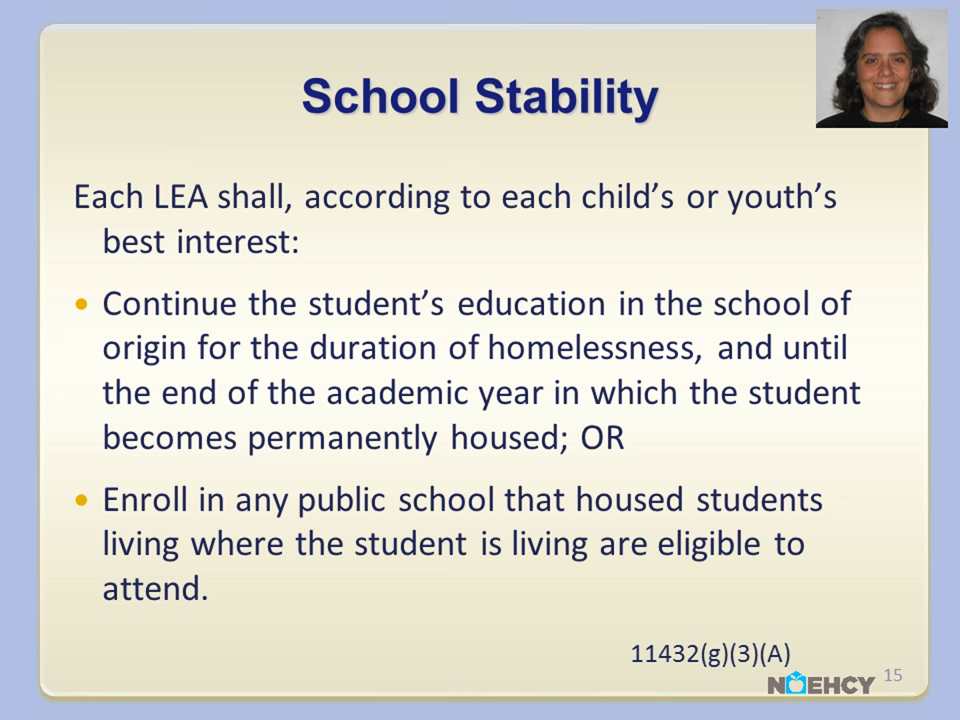 School Stability
Each LEA shall, according to each child’s or youth’s
best interest:
• Continue the student’s education in the school of
origin for the duration of homelessness, and until
the end of the academic year in which the student
becomes permanently housed; OR
• Enroll in any public school that housed students
living where the student is living are eligible to
attend.
11432(g)(3)(A)
NAEHCY
15